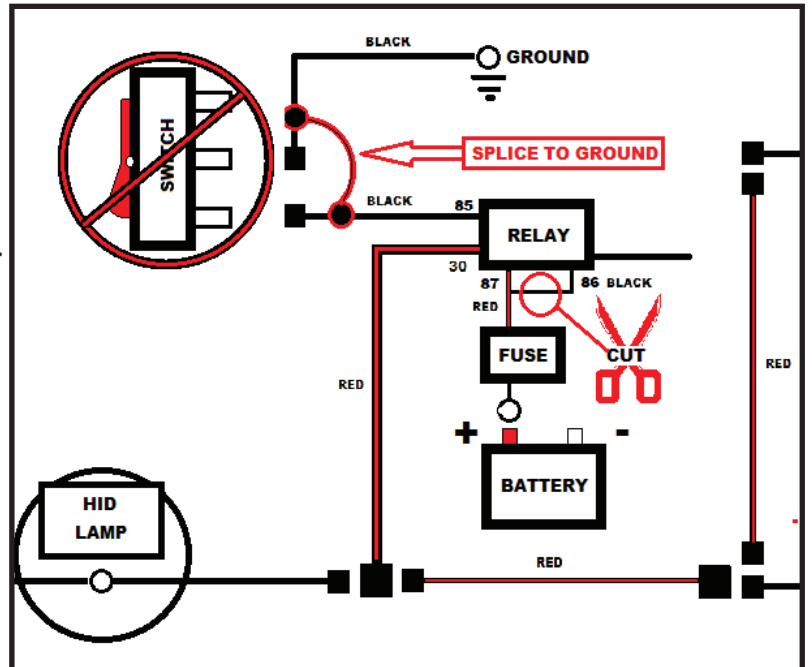 BLACK
GROUND
SWITCH
SPLICE TO GROUND
BLACK
85
RELAY
30
87
86 BLACK
RED
FUSE
CUT
RED
RED
+
-
BATTERY
HID
LAMP
RED